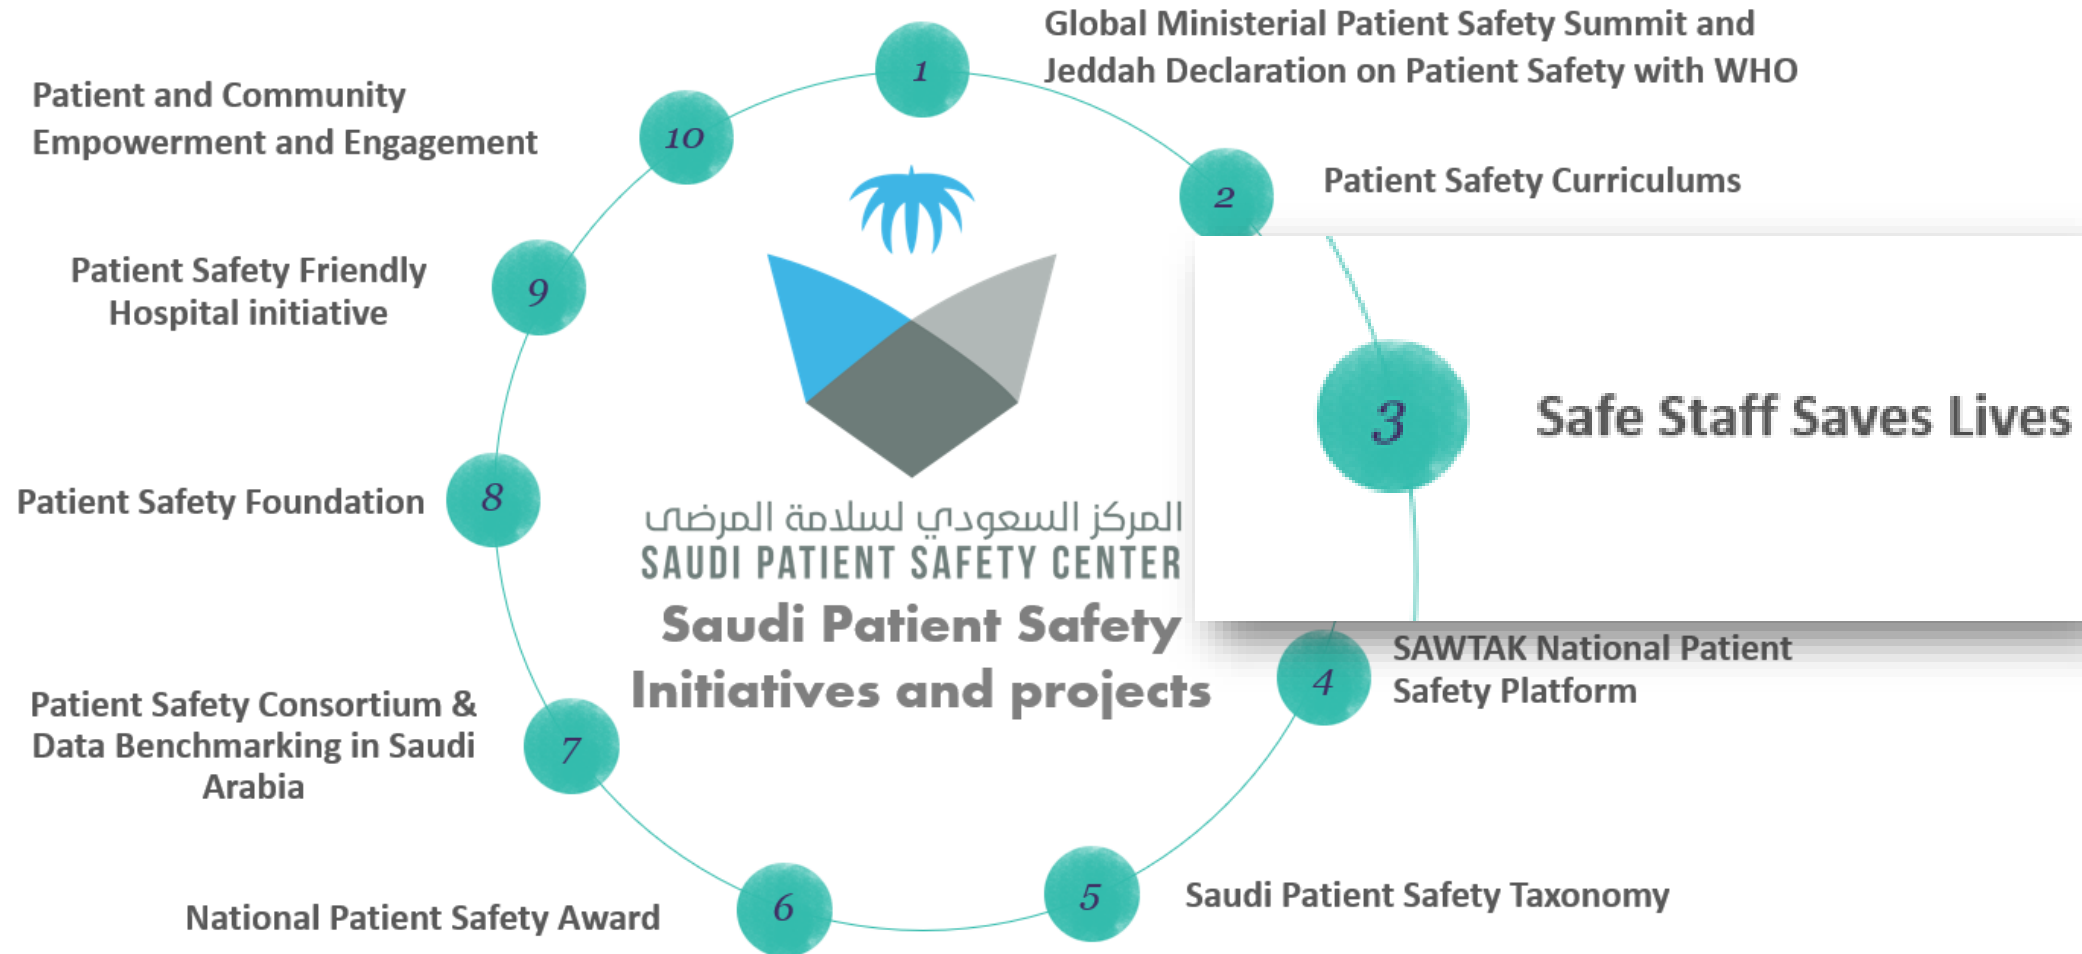 1
Global Ministerial Patient Safety Summit and
Jeddah Declaration on Patient Safety with WHO
2
Patient Safety Curriculums
3
Safe Staff Saves Lives
4
SAWTAK National Patient
Safety Platform
5
Saudi Patient Safety Taxonomy
6
National Patient Safety Award
7
Patient Safety Consortium &
Data Benchmarking in Saudi
Arabia
8
Patient Safety Foundation
9
Patient Safety Friendly
Hospital initiative
10
Patient and Community
Empowerment and Engagement
المركز السعودي لسلامة المرضى
SAUDI PATIENT SAFETY CENTER
Saudi Patient Safety
Initiatives and projects